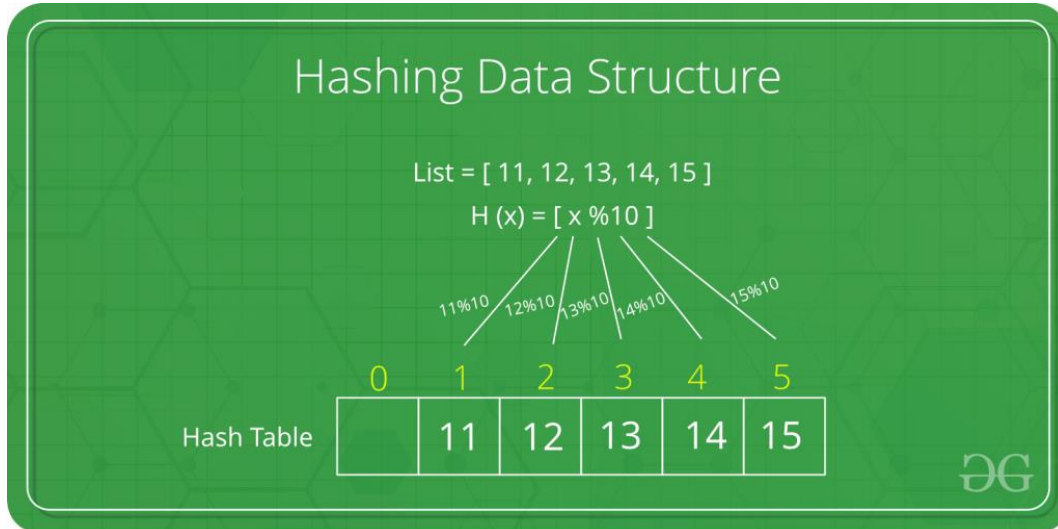 Hashing Data Structure
List = [ 11, 12, 13, 14, 15 ]
H (x) = [ x %10 ]
11%10 12%10 13%10 14%10 15%10
0 1 2 3 4 5
Hash Table 11 12 13 14 15
GG